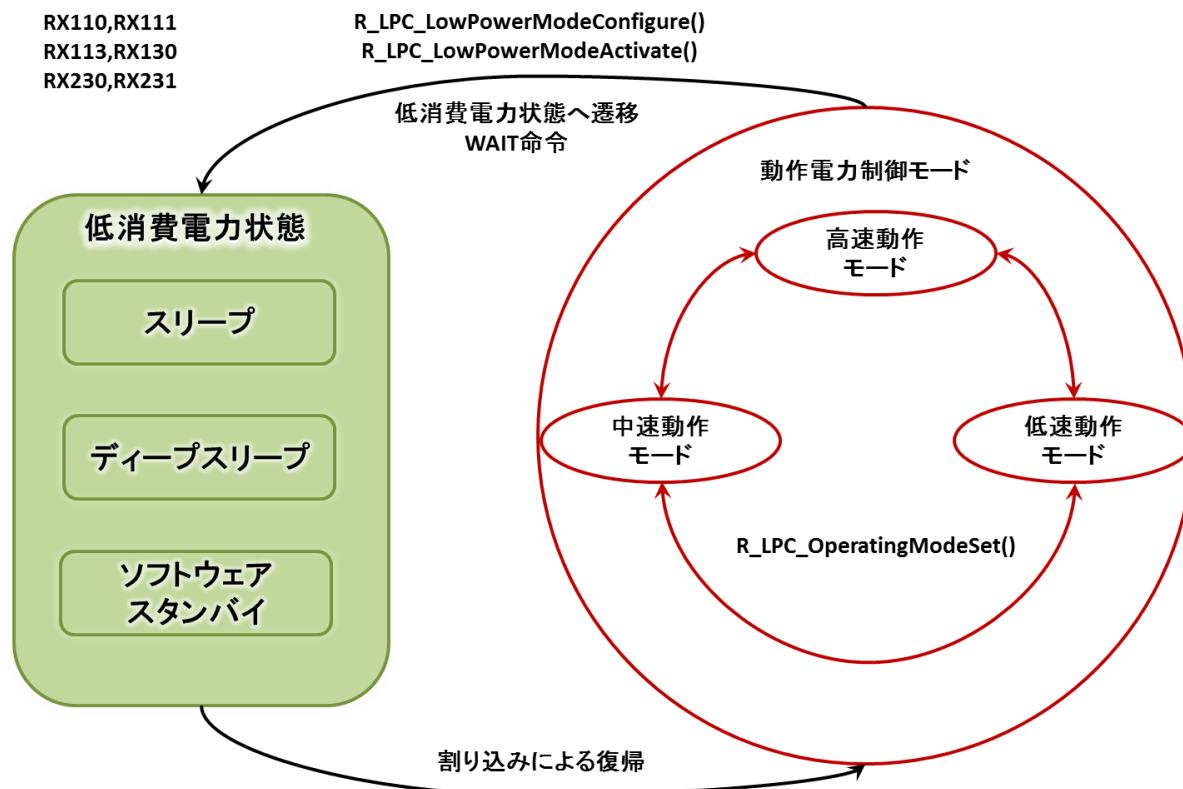 RX110,RX111
RX113,RX130
RX230,RX231
R_LPC_LowPowerModeConfigure()
R_LPC_LowPowerModeActivate()
低消費電力状態へ遷移
WAIT命令
動作電力制御モード
低消費電力状態
高速動作
モード
スリープ
中速動作
モード
低速動作
モード
ディープスリープ
R_LPC_OperatingModeSet()
ソフトウェア
スタンバイ
割り込みによる復帰